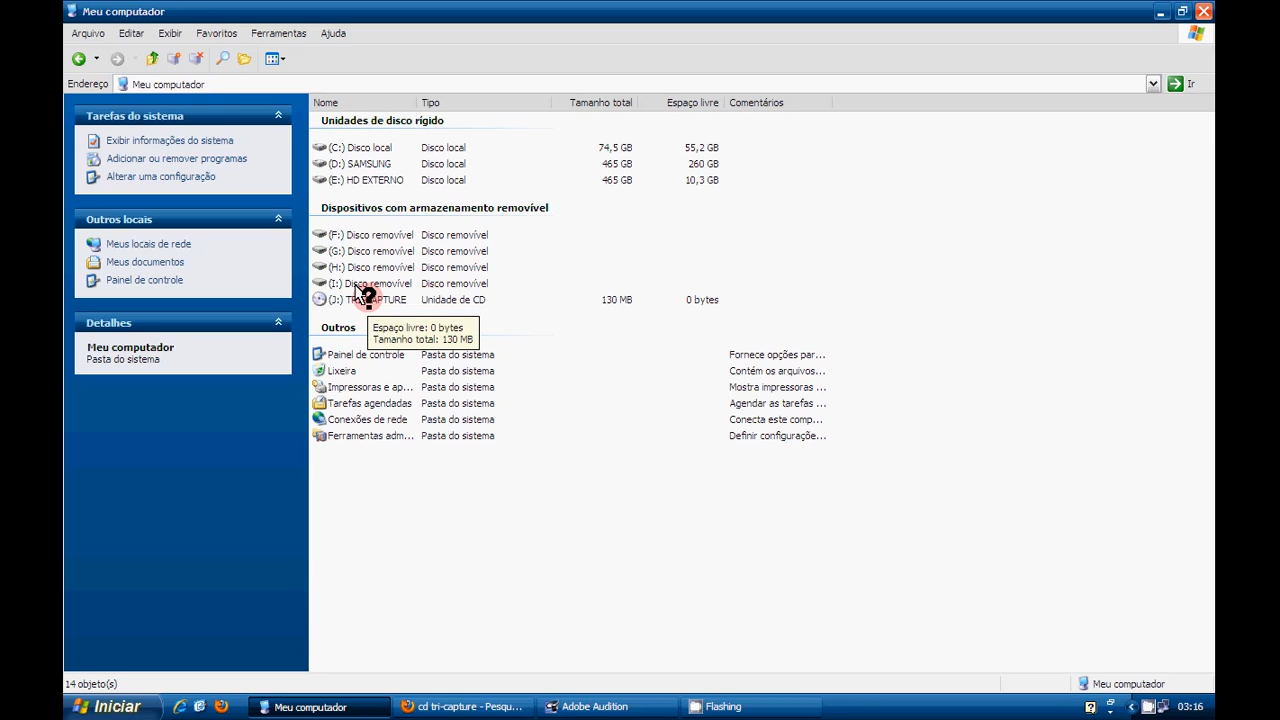 Meu computador
Arquivo Editar Exibir Favoritos Ferramentas Ajuda
Endereço Meu computador Ir
Tarefas do sistema
Exibir informações do sistema
Adicionar ou remover programas
Alterar uma configuração
Outros locais
Meus locais de rede
Meus documentos
Painel de controle
Detalhes
Meu computador
Pasta do sistema
Nome Tipo Tamanho total Espaço livre Comentários
Unidades de disco rígido
(C:) Disco local Disco local 74,5 GB 55,2 GB
(D:) SAMSUNG Disco local 465 GB 260 GB
(E:) HD EXTERNO Disco local 465 GB 10,3 GB
Dispositivos com armazenamento removível
(F:) Disco removível Disco removível
(G:) Disco removível Disco removível
(H:) Disco removível Disco removível
(I:) Disco removível Disco removível
(J:) Unidade de CD 130 MB 0 bytes
Espaço livre: 0 bytes
Tamanho total: 130 MB
Outros
Painel de controle Pasta do sistema Fornece opções par...
Lixeira Pasta do sistema Contém os arquivos...
Impressoras e ap... Pasta do sistema Mostra impressoras ...
Tarefas agendadas Pasta do sistema Agendar as tarefas ...
Conexões de rede Pasta do sistema Conecta este comp...
Ferramentas adm... Pasta do sistema Definir configuraçõe...
14 objeto(s) Meu computador
Iniciar Meu computador cd tri-capture - Pesqu... Adobe Audition Flashing 03:16